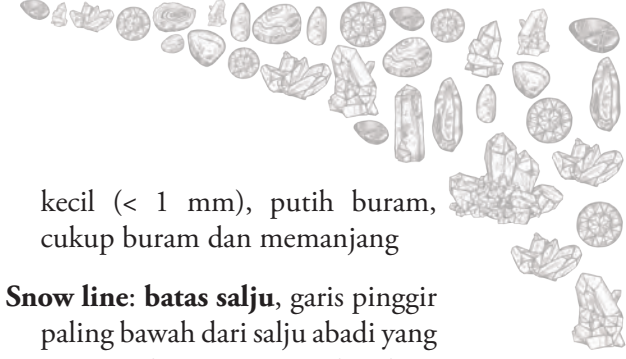 kecil (< 1 mm), putih buram,
cukup buram dan memanjang
Snow line: batas salju, garis pinggir
paling bawah dari salju abadi yang